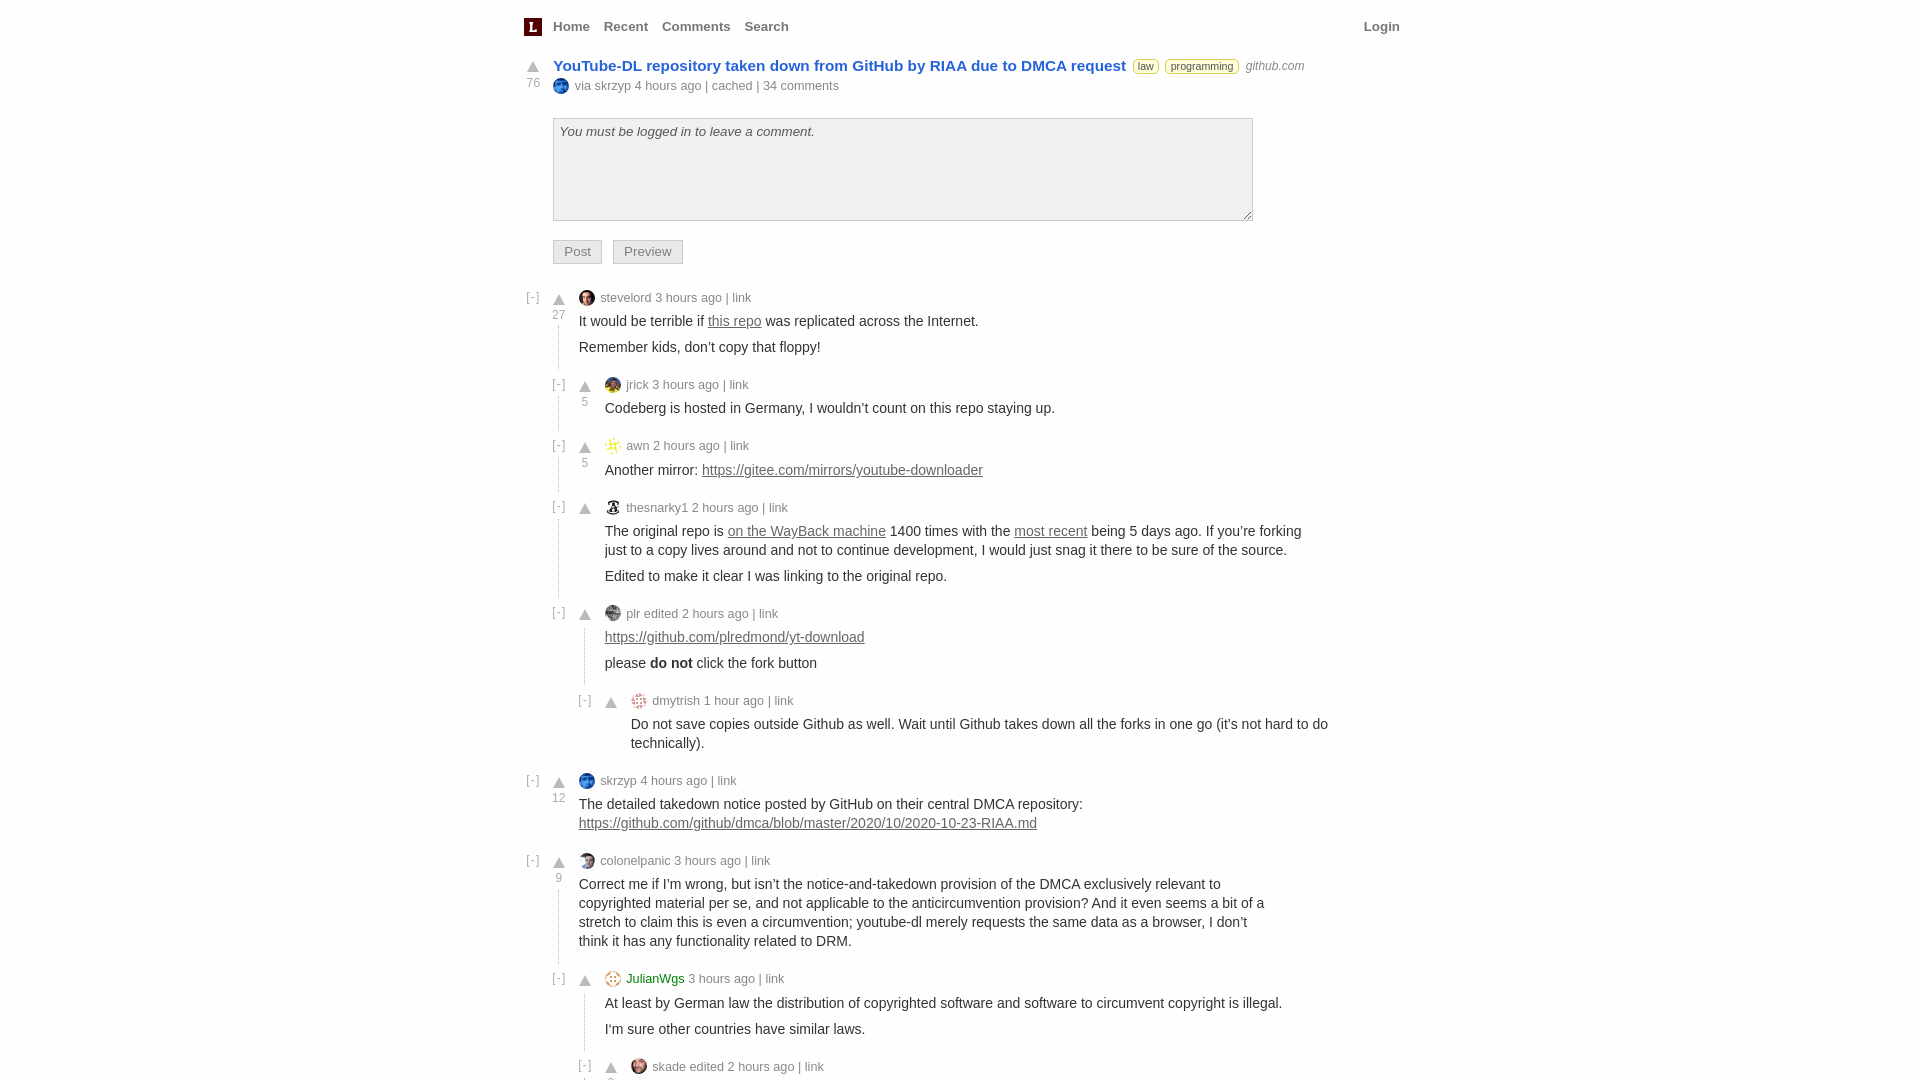 L Home Recent Comments Search Login
YouTube-DL repository taken down from GitHub by RIAA due to DMCA request law programming github.com
76
via skrzyp 4 hours ago | cached | 34 comments
You must be logged in to leave a comment.
Post Preview
[-] stevelord 3 hours ago | link
27
It would be terrible if this repo was replicated across the Internet.
Remember kids, don’t copy that floppy!
[-] jrick 3 hours ago | link
5
Codeberg is hosted in Germany, I wouldn’t count on this repo staying up.
[-] awn 2 hours ago | link
5
Another mirror: https://gitee.com/mirrors/youtube-downloader
[-] thesnarky1 2 hours ago | link
The original repo is on the WayBack machine 1400 times with the most recent being 5 days ago. If you’re forking
just to a copy lives around and not to continue development, I would just snag it there to be sure of the source.
Edited to make it clear I was linking to the original repo.
[-] plr edited 2 hours ago | link
https://github.com/plredmond/yt-download
please do not click the fork button
[-] dmytrish 1 hour ago | link
Do not save copies outside Github as well. Wait until Github takes down all the forks in one go (it’s not hard to do
technically).
[-] skrzyp 4 hours ago | link
12
The detailed takedown notice posted by GitHub on their central DMCA repository:
https://github.com/github/dmca/blob/master/2020/10/2020-10-23-RIAA.md
[-] colonelpanic 3 hours ago | link
9
Correct me if I’m wrong, but isn’t the notice-and-takedown provision of the DMCA exclusively relevant to
copyrighted material per se, and not applicable to the anticircumvention provision? And it even seems a bit of a
stretch to claim this is even a circumvention; youtube-dl merely requests the same data as a browser, I don’t
think it has any functionality related to DRM.
[-] JulianWgs 3 hours ago | link
At least by German law the distribution of copyrighted software and software to circumvent copyright is illegal.
I‘m sure other countries have similar laws.
[-] skade edited 2 hours ago | link